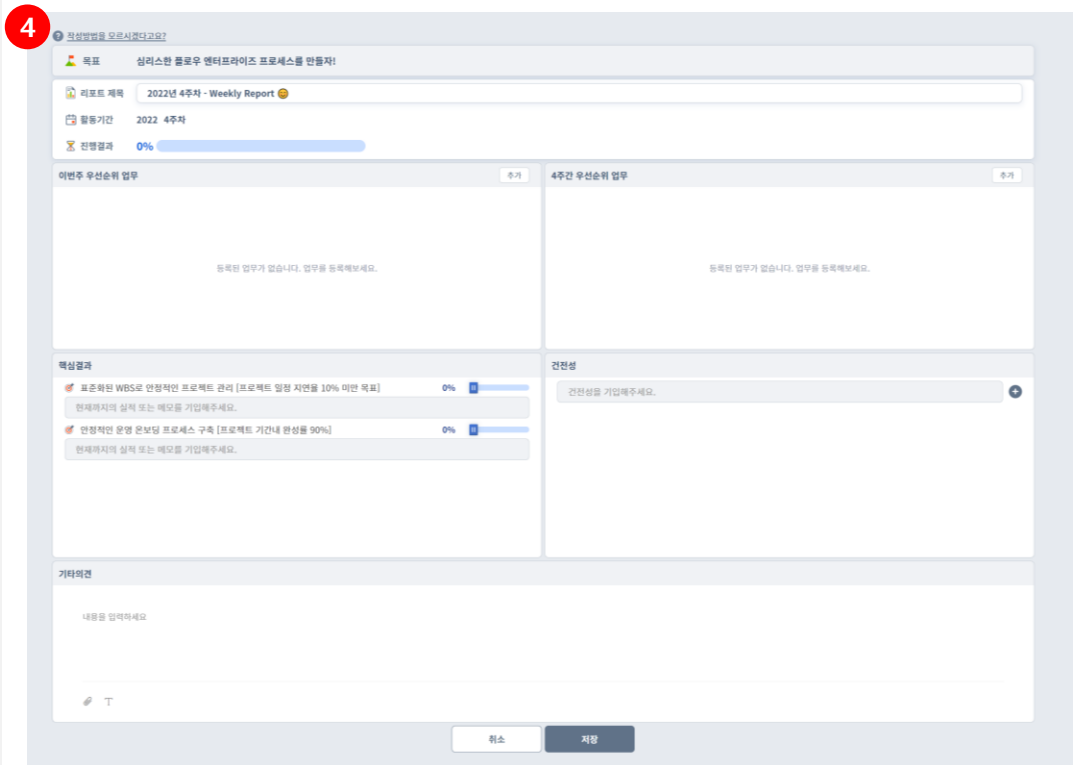 4
? 작성방법을 모르시겠다고요?
목표 심리스한 플로우 엔터프라이즈 프로세스를 만들자!
리포트 제목 2022년 4주차 - Weekly Report 😄
활동기간 2022 4주차
진행결과 0%
이번주 우선순위 업무 추가
등록된 업무가 없습니다. 업무를 등록해보세요.
4주간 우선순위 업무 추가
등록된 업무가 없습니다. 업무를 등록해보세요.
핵심결과
표준화된 WBS로 안정적인 프로젝트 관리 [프로젝트 일정 지연율 10% 미만 목표] 0%
현재까지의 실적 또는 메모를 기입해주세요.
안정적인 운영 온보딩 프로세스 구축 [프로젝트 기간내 완성률 90%] 0%
현재까지의 실적 또는 메모를 기입해주세요.
건전성
건전성을 기입해주세요.
기타의견
내용을 입력하세요
취소 저장